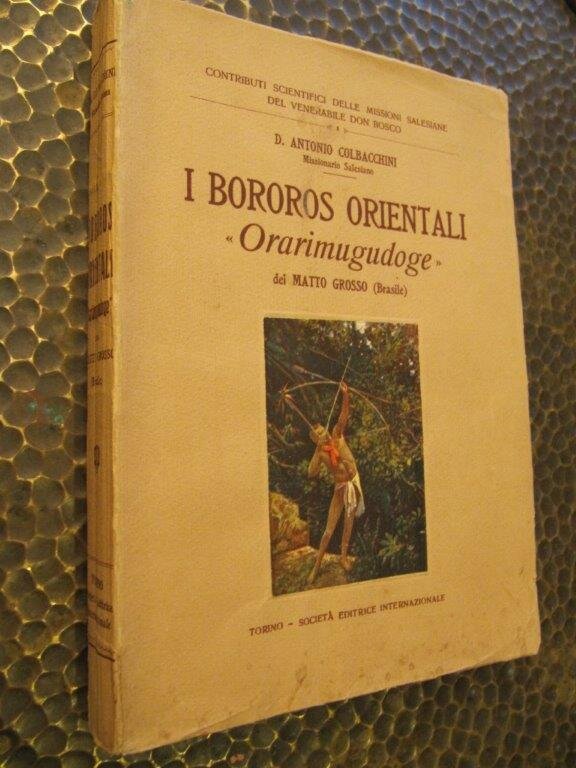 CONTRIBUTI SCIENTIFICI DELLE MISSIONI SALESIANE
DEL VENERABILE DON BOSCO
1
D. ANTONIO COLBACCHINI
Missionario Salesiano
I BOROROS ORIENTALI
« Orarimugudoge »
del MATTO GROSSO (Brasile)
TORINO - SOCIETÀ EDITRICE INTERNAZIONALE